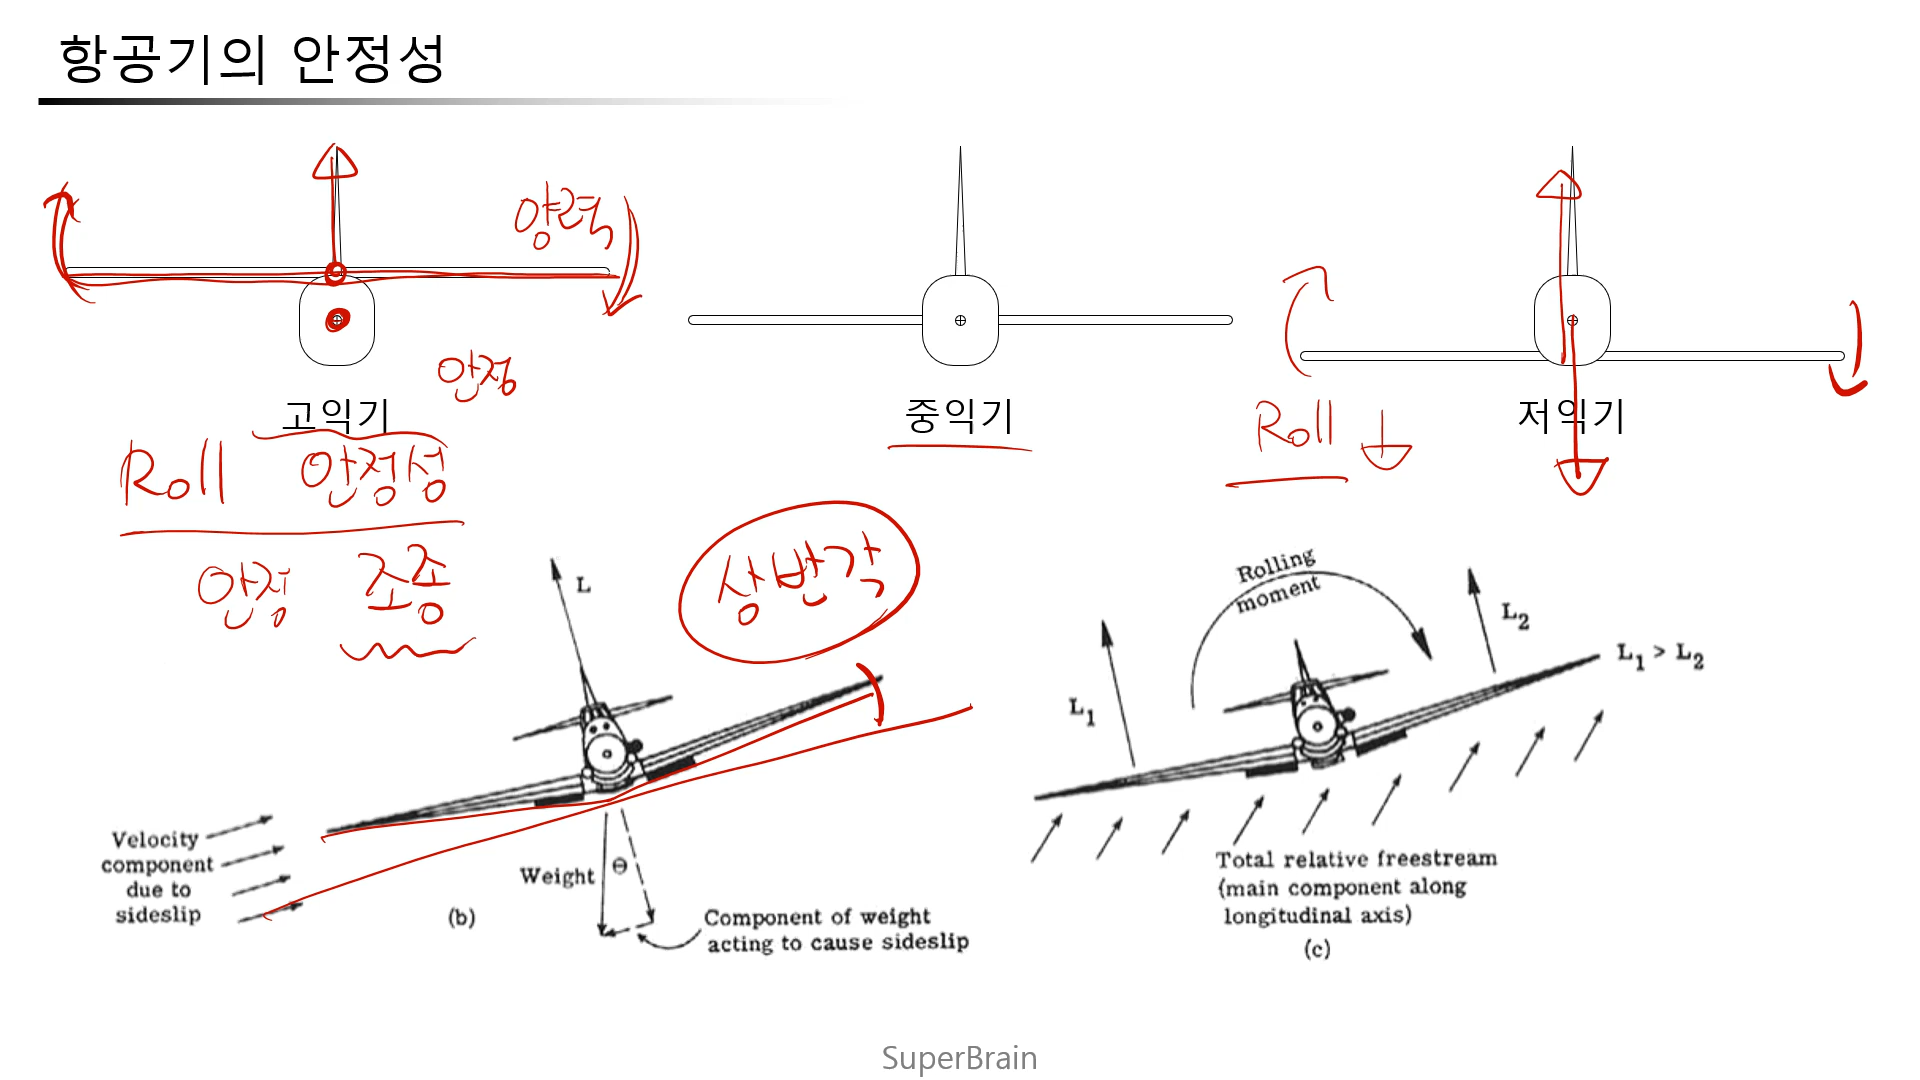 항공기의 안정성
양력
안정
고익기
중익기
저익기
Roll
Roll 안정성
안정 조종
상반각
L
Rolling
moment
L₁
L₂
L₁ > L₂
Velocity
component
due to
sideslip
Weight
Θ
(b)
Component of weight
acting to cause sideslip
Total relative freestream
(main component along
longitudinal axis)
(c)
SuperBrain